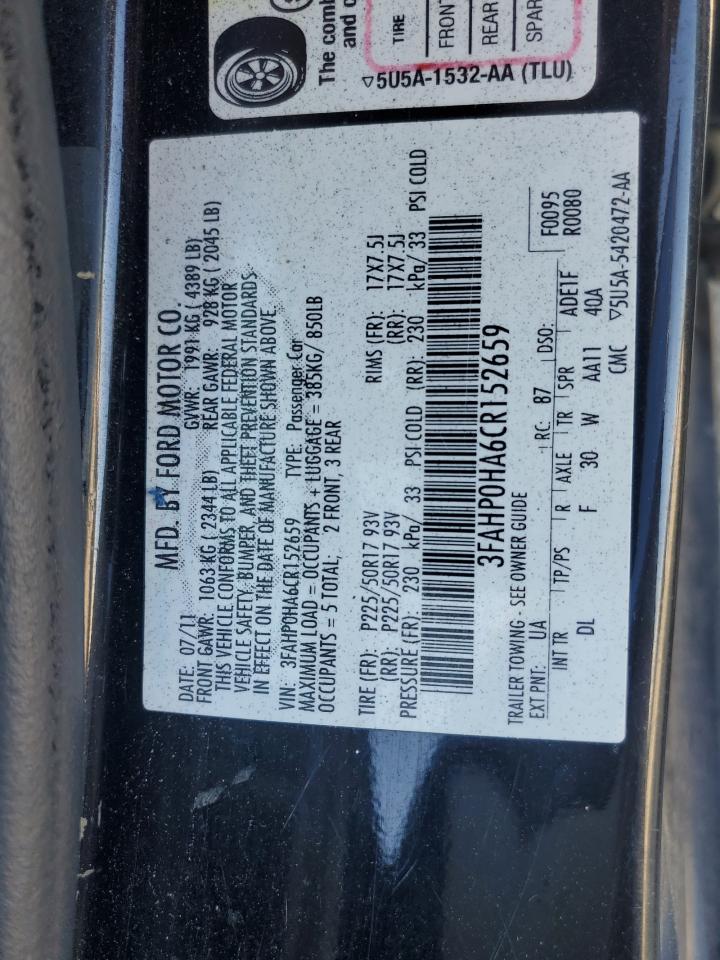 The comb
and c
TIRE
FRONT
REAR
SPAR
▽5U5A-1532-AA (TLU)
MFD. BY FORD MOTOR CO.
DATE: 07/11 GVWR: 1991 KG ( 4389 LB)
FRONT GAWR: 1063 KG ( 2344 LB) REAR GAWR: 928 KG ( 2045 LB)
THIS VEHICLE CONFORMS TO ALL APPLICABLE FEDERAL MOTOR
VEHICLE SAFETY, BUMPER, AND THEFT PREVENTION STANDARDS
IN EFFECT ON THE DATE OF MANUFACTURE SHOWN ABOVE.
VIN: 3FAHP0HA6CR152659 TYPE: Passenger Car
MAXIMUM LOAD = OCCUPANTS + LUGGAGE = 385KG/ 850LB
OCCUPANTS = 5 TOTAL, 2 FRONT, 3 REAR
TIRE (FR): P225/50R17 93V RIMS (FR): 17X7.5J
(RR): P225/50R17 93V (RR): 17X7.5J
PRESSURE (FR): 230 kPa/ 33 PSI COLD (RR): 230 kPa/ 33 PSI COLD
3FAHP0HA6CR152659
TRAILER TOWING - SEE OWNER GUIDE
F0095
R0080
EXT PNT: UA RC: B7 DSO:
INT TR TP/PS R AXLE TR SPR ADE1F
DL F 30 W AA11 4QA
CMC ▽5U5A-5420472-AA